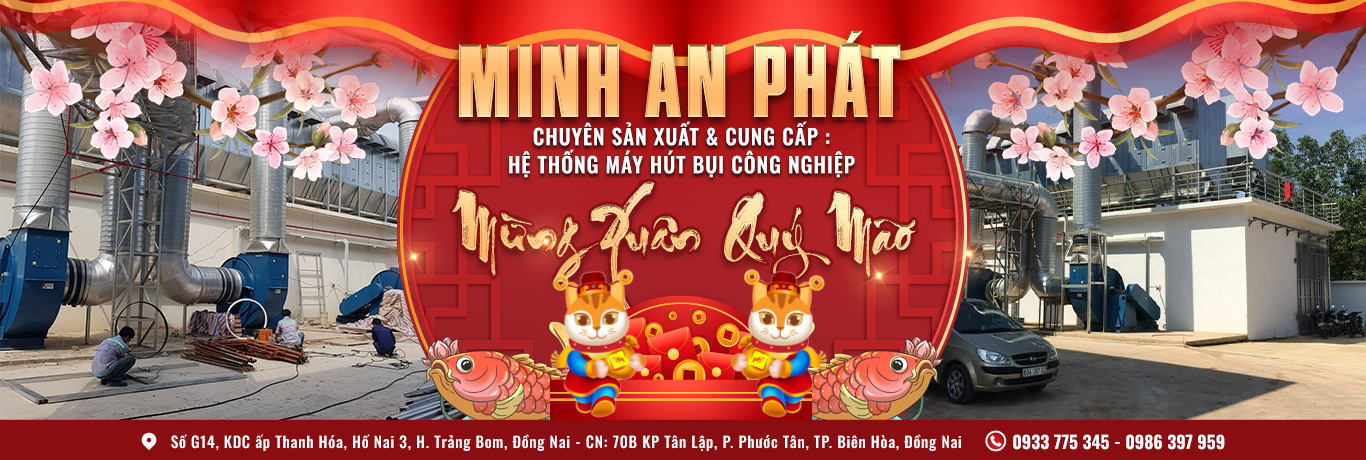 MINH AN PHÁT
CHUYÊN SẢN XUẤT & CUNG CẤP :
HỆ THỐNG MÁY HÚT BỤI CÔNG NGHIỆP
Mừng Xuân Quý Mão
Số G14, KDC ấp Thanh Hóa, Hố Nai 3, H. Trảng Bom, Đồng Nai - CN: 70B KP Tân Lập, P. Phước Tân, TP. Biên Hòa, Đồng Nai 0933 775 345 - 0986 397 959